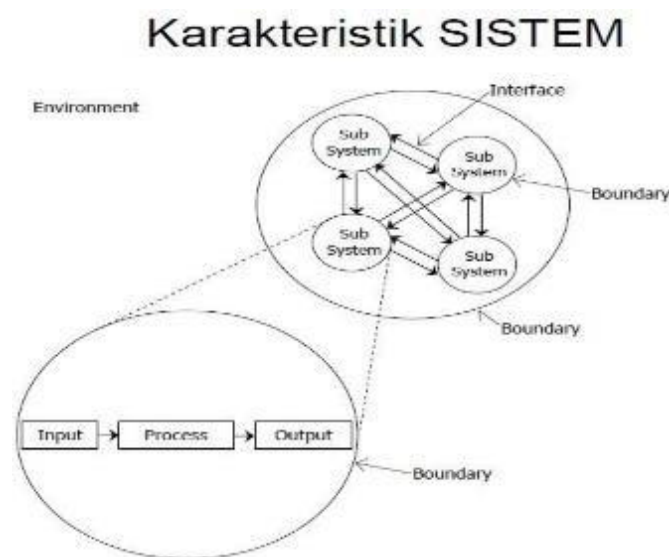 Karakteristik SISTEM
Environment
Interface
Sub
System
Sub
System
Boundary
Sub
System
Sub
System
Boundary
Input
Process
Output
Boundary